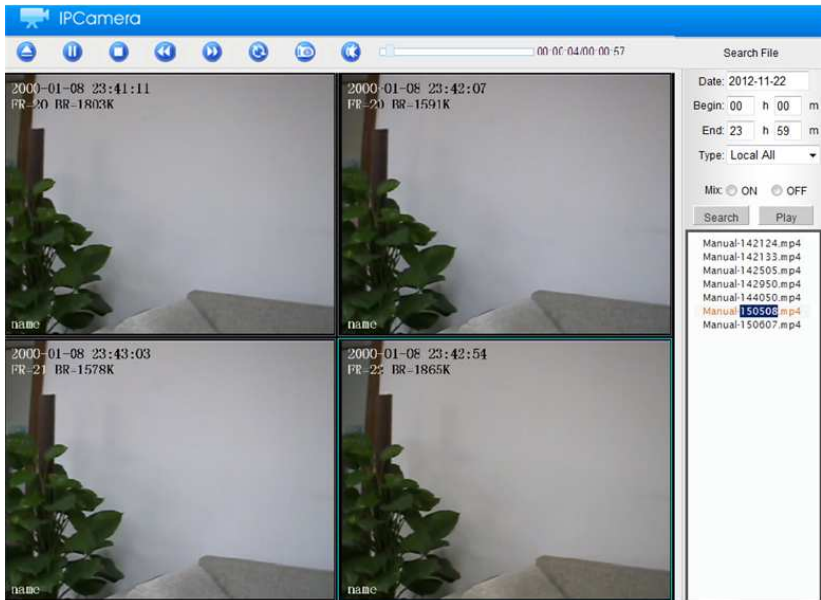 IPCamera
00:00:04/00:00:57
Search File
2000-01-08 23:41:11
FR-20 BR-1803K
name
2000-01-08 23:42:07
FR-20 BR-1591K
name
2000-01-08 23:43:03
FR-21 BR-1578K
name
2000-01-08 23:42:54
FR-22 BR-1865K
name
Date: 2012-11-22
Begin: 00 h 00 m
End: 23 h 59 m
Type: Local All
Mix: ON OFF
Search Play
Manual-142124.mp4
Manual-142133.mp4
Manual-142505.mp4
Manual-142950.mp4
Manual-144050.mp4
Manual-150508.mp4
Manual-150607.mp4